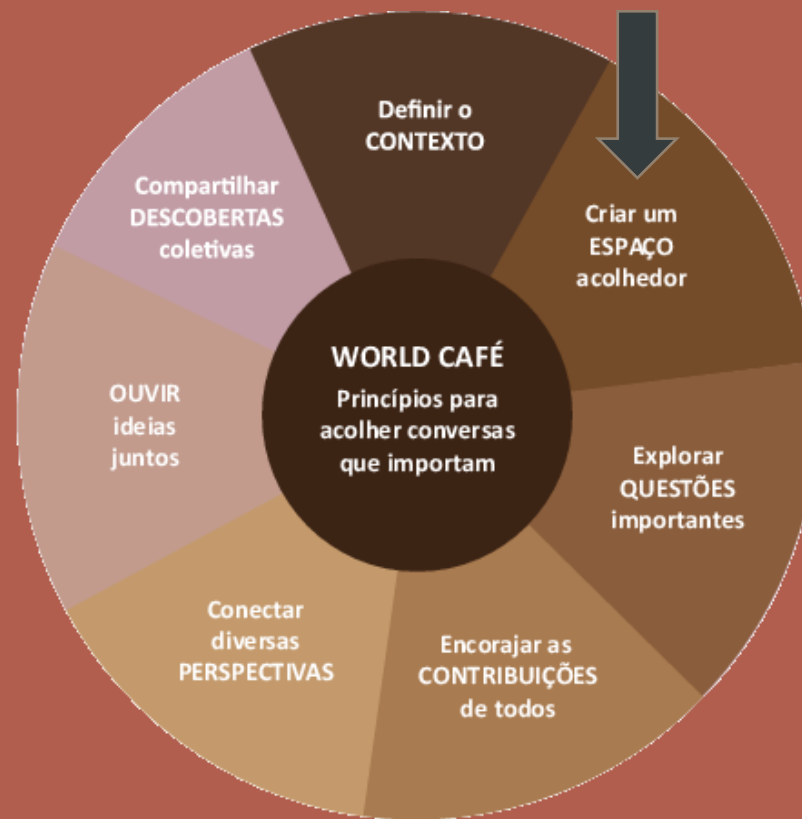 Definir o
CONTEXTO
Criar um
ESPAÇO
acolhedor
Explorar
QUESTÕES
importantes
Encorajar as
CONTRIBUIÇÕES
de todos
Conectar
diversas
PERSPECTIVAS
OUVIR
ideias
juntos
Compartilhar
DESCOBERTAS
coletivas
WORLD CAFÉ
Princípios para
acolher conversas
que importam